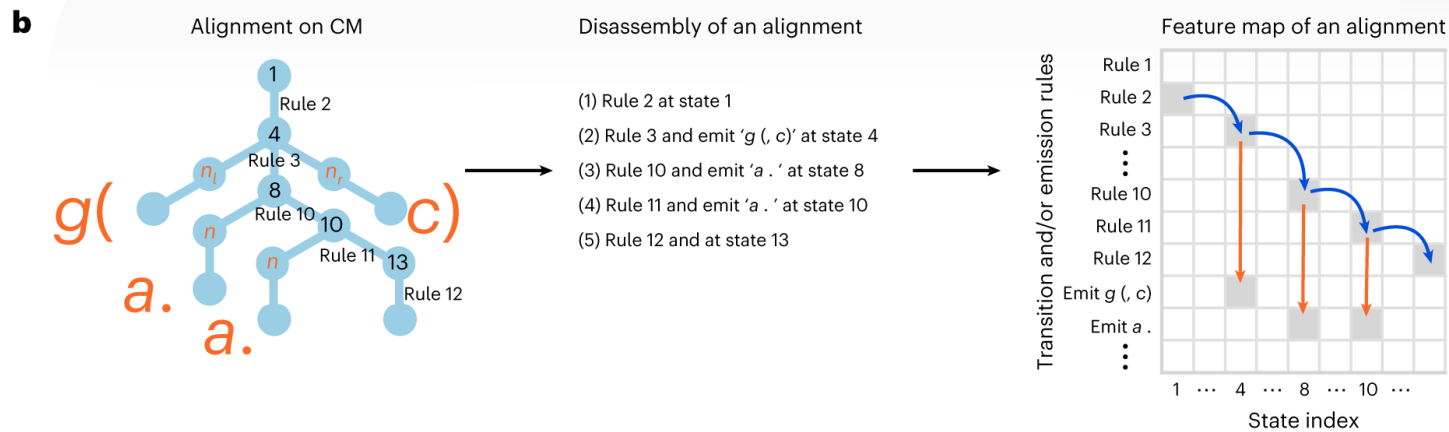 b
Alignment on CM
1
Rule 2
4
Rule 3
nl
nr
8
g(
c)
Rule 10
n
10
Rule 11
n
13
a.
Rule 12
a.
Disassembly of an alignment
(1) Rule 2 at state 1
(2) Rule 3 and emit ‘g (, c)’ at state 4
(3) Rule 10 and emit ‘a . ‘ at state 8
(4) Rule 11 and emit ‘a . ’ at state 10
(5) Rule 12 and at state 13
Feature map of an alignment
Transition and/or emission rules
Rule 1
Rule 2
Rule 3
⋮
Rule 10
Rule 11
Rule 12
Emit g (, c)
Emit a .
⋮
1 ··· 4 ··· 8 ··· 10 ···
State index